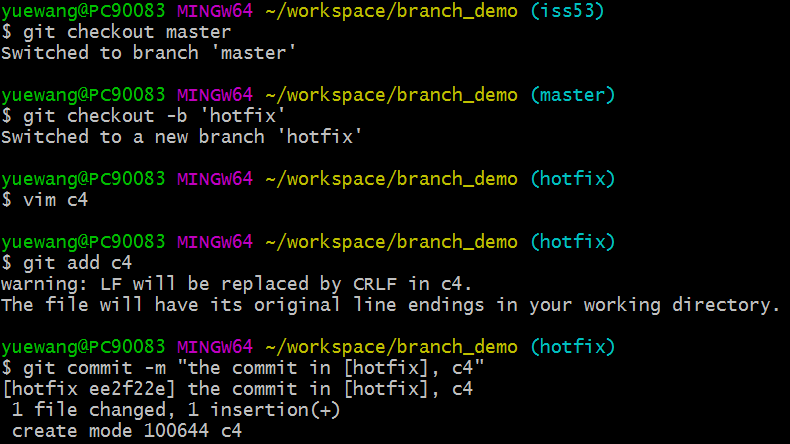 yuewang@PC90083 MINGW64 ~/workspace/branch_demo (iss53)
$ git checkout master
Switched to branch 'master'
yuewang@PC90083 MINGW64 ~/workspace/branch_demo (master)
$ git checkout -b 'hotfix'
Switched to a new branch 'hotfix'
yuewang@PC90083 MINGW64 ~/workspace/branch_demo (hotfix)
$ vim c4
yuewang@PC90083 MINGW64 ~/workspace/branch_demo (hotfix)
$ git add c4
warning: LF will be replaced by CRLF in c4.
The file will have its original line endings in your working directory.
yuewang@PC90083 MINGW64 ~/workspace/branch_demo (hotfix)
$ git commit -m "the commit in [hotfix], c4"
[hotfix ee2f22e] the commit in [hotfix], c4
 1 file changed, 1 insertion(+)
 create mode 100644 c4